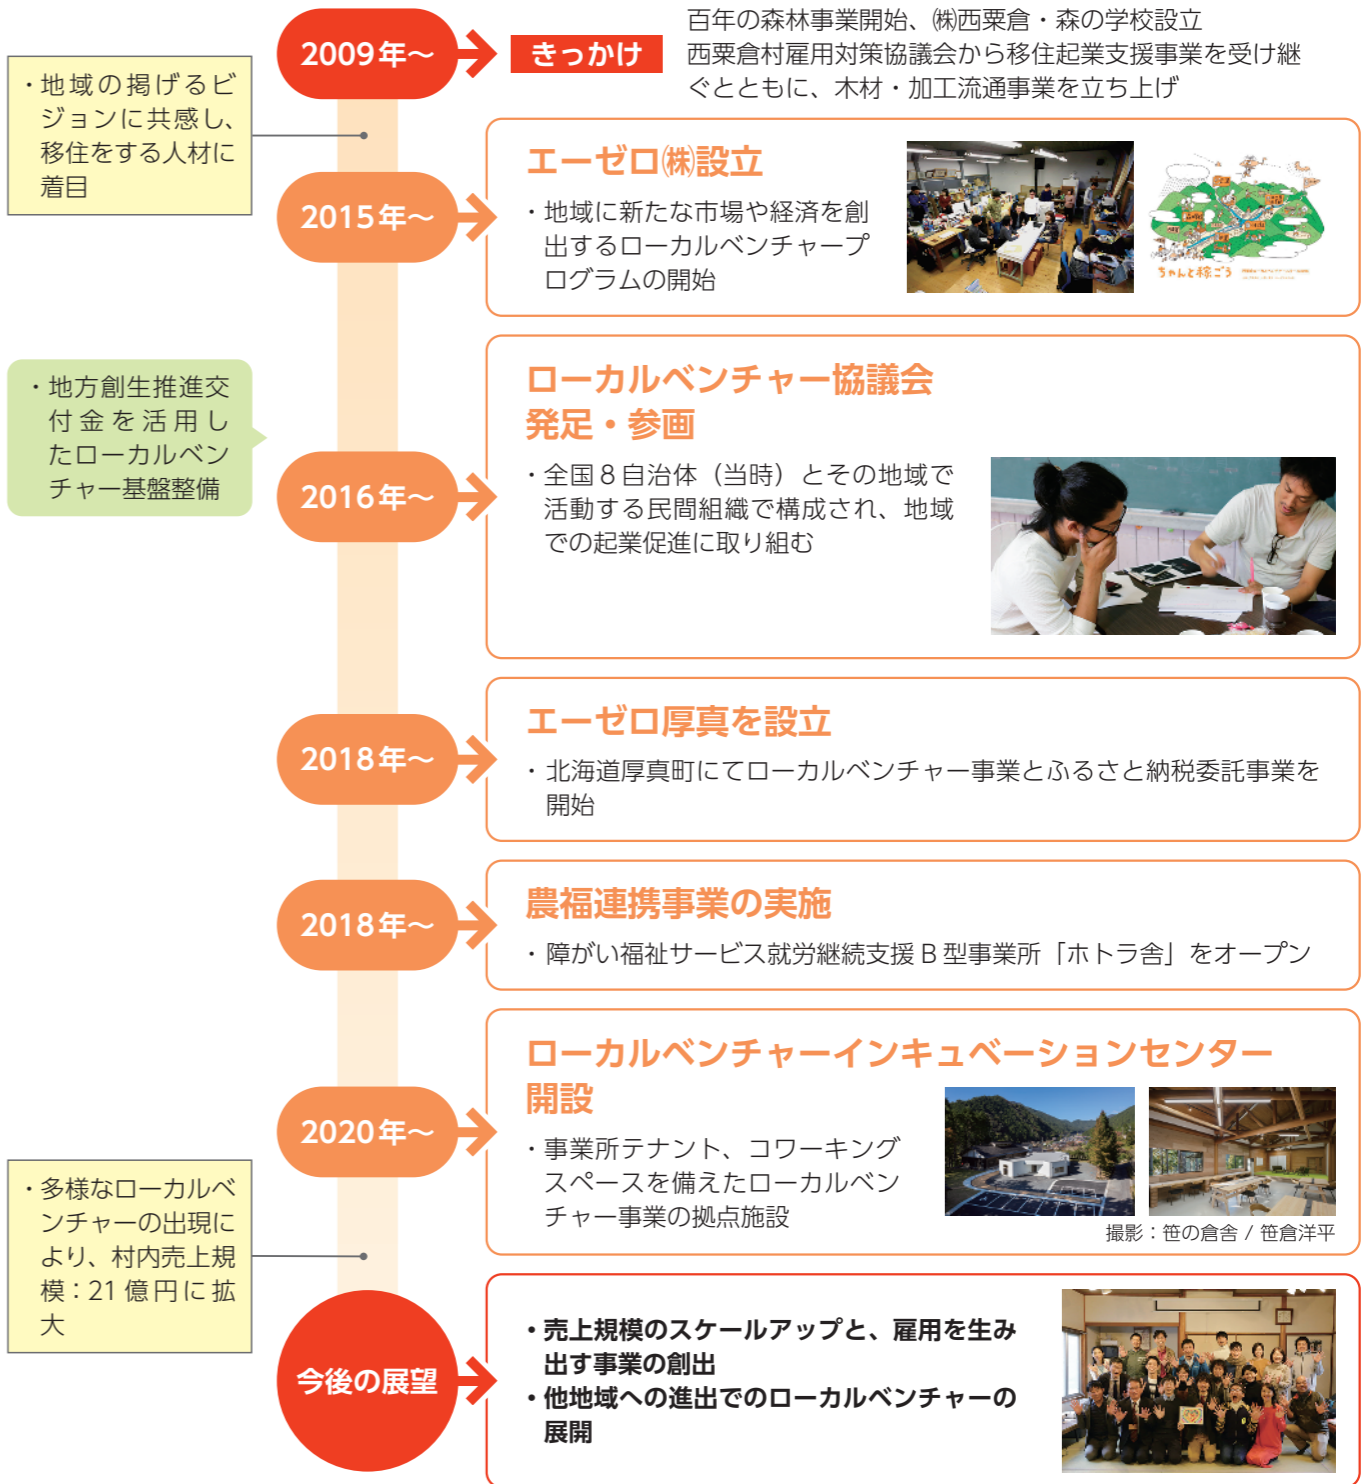 2009年～
きっかけ
百年の森林事業開始、㈱西粟倉・森の学校設立
西粟倉村雇用対策協議会から移住起業支援事業を受け継
ぐとともに、木材・加工流通事業を立ち上げ
・地域の掲げるビ
ジョンに共感し、
移住をする人材に
着目
2015年～
エーゼロ㈱設立
・地域に新たな市場や経済を創
出するローカルベンチャープ
ログラムの開始
ちゃんと稼ごう
・地方創生推進交
付金を活用し
たローカルベン
チャー基盤整備
2016年～
ローカルベンチャー協議会
発足・参画
・全国８自治体（当時）とその地域で
活動する民間組織で構成され、地域
での起業促進に取り組む
2018年～
エーゼロ厚真を設立
・北海道厚真町にてローカルベンチャー事業とふるさと納税委託事業を
開始
2018年～
農福連携事業の実施
・障がい福祉サービス就労継続支援Ｂ型事業所「ホトラ舎」をオープン
2020年～
ローカルベンチャーインキュベーションセンター
開設
・事業所テナント、コワーキング
スペースを備えたローカルベン
チャー事業の拠点施設
撮影：笹の倉舎 / 笹倉洋平
・多様なローカルベ
ンチャーの出現に
より、村内売上規
模：21 億円に拡
大
今後の展望
・売上規模のスケールアップと、雇用を生み
出す事業の創出
・他地域への進出でのローカルベンチャーの
展開